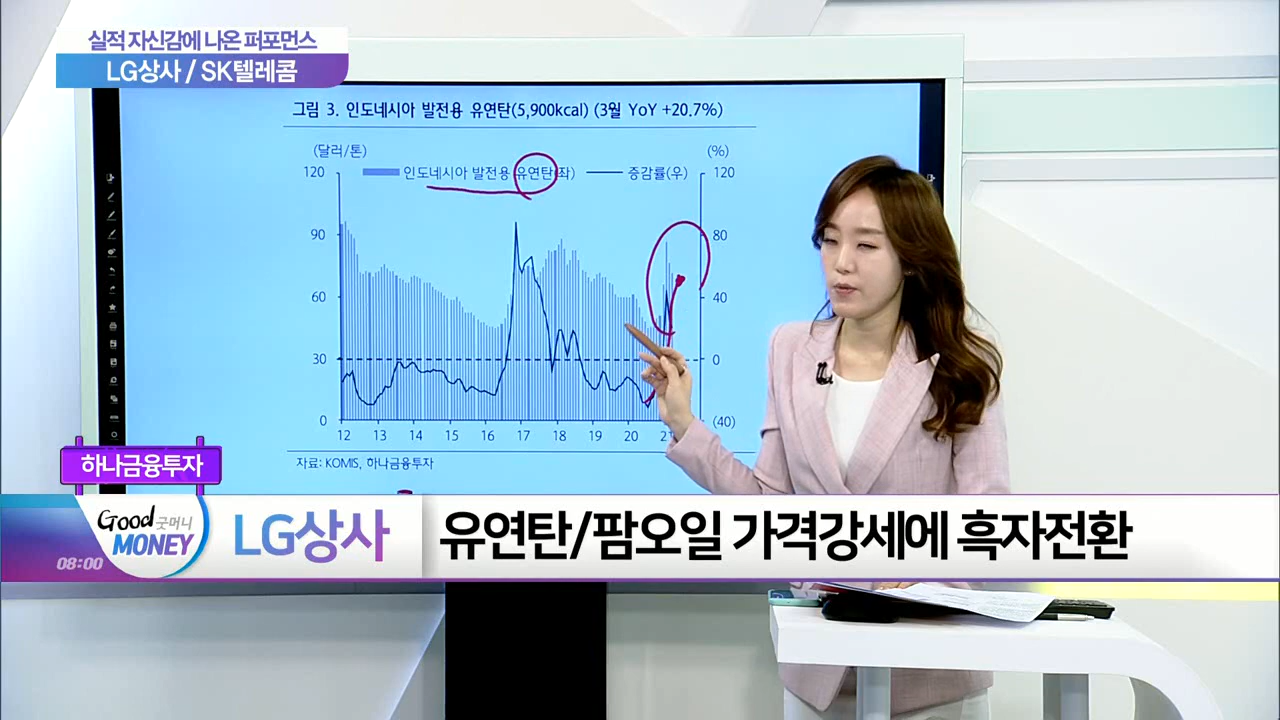 실적 자신감에 나온 퍼포먼스
LG상사 / SK텔레콤
그림 3. 인도네시아 발전용 유연탄(5,900kcal) (3월 YoY +20.7%)
(달러/톤)
(%)
인도네시아 발전용 유연탄(좌)
증감률(우)
120
90
60
30
0
120
80
40
0
(40)
12 13 14 15 16 17 18 19 20 21
자료: KOMIS, 하나금융투자
하나금융투자
Good 굿머니
MONEY
08:00
LG상사
유연탄/팜오일 가격강세에 흑자전환